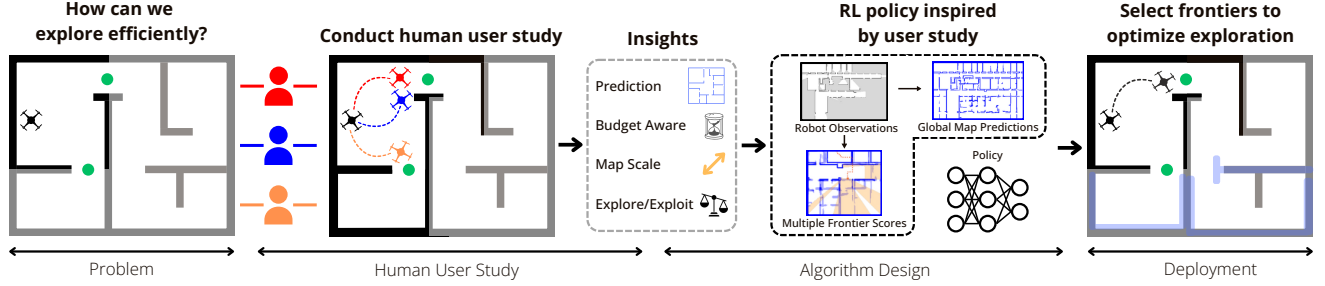 How can we
explore efficiently?
Conduct human user study
Insights
RL policy inspired
by user study
Select frontiers to
optimize exploration
Prediction
Budget Aware
Map Scale
Explore/Exploit
Robot Observations
Global Map Predictions
Multiple Frontier Scores
Policy
Problem
Human User Study
Algorithm Design
Deployment